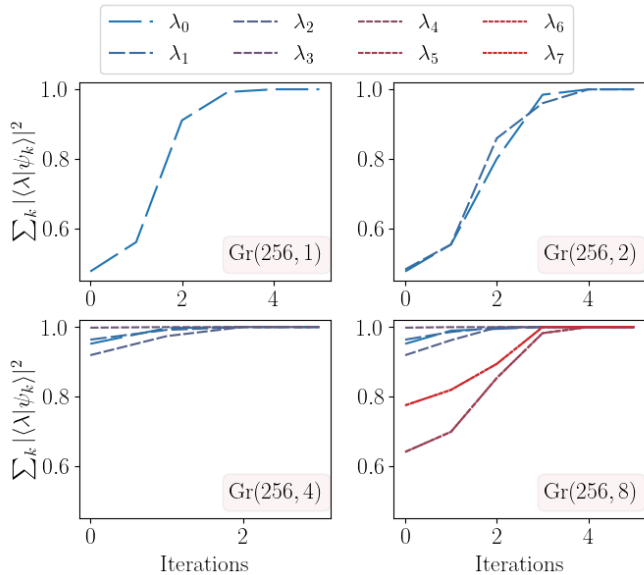 λ₀ λ₂ λ₄ λ₆
λ₁ λ₃ λ₅ λ₇
1.0
0.8
0.6
∑ₖ |⟨λ|ψₖ⟩|²
0 2 4
Gr(256, 1)
1.0
0.8
0.6
0 2 4
Gr(256, 2)
1.0
0.8
0.6
∑ₖ |⟨λ|ψₖ⟩|²
0 2
Gr(256, 4)
Iterations
1.0
0.8
0.6
0 2 4
Gr(256, 8)
Iterations